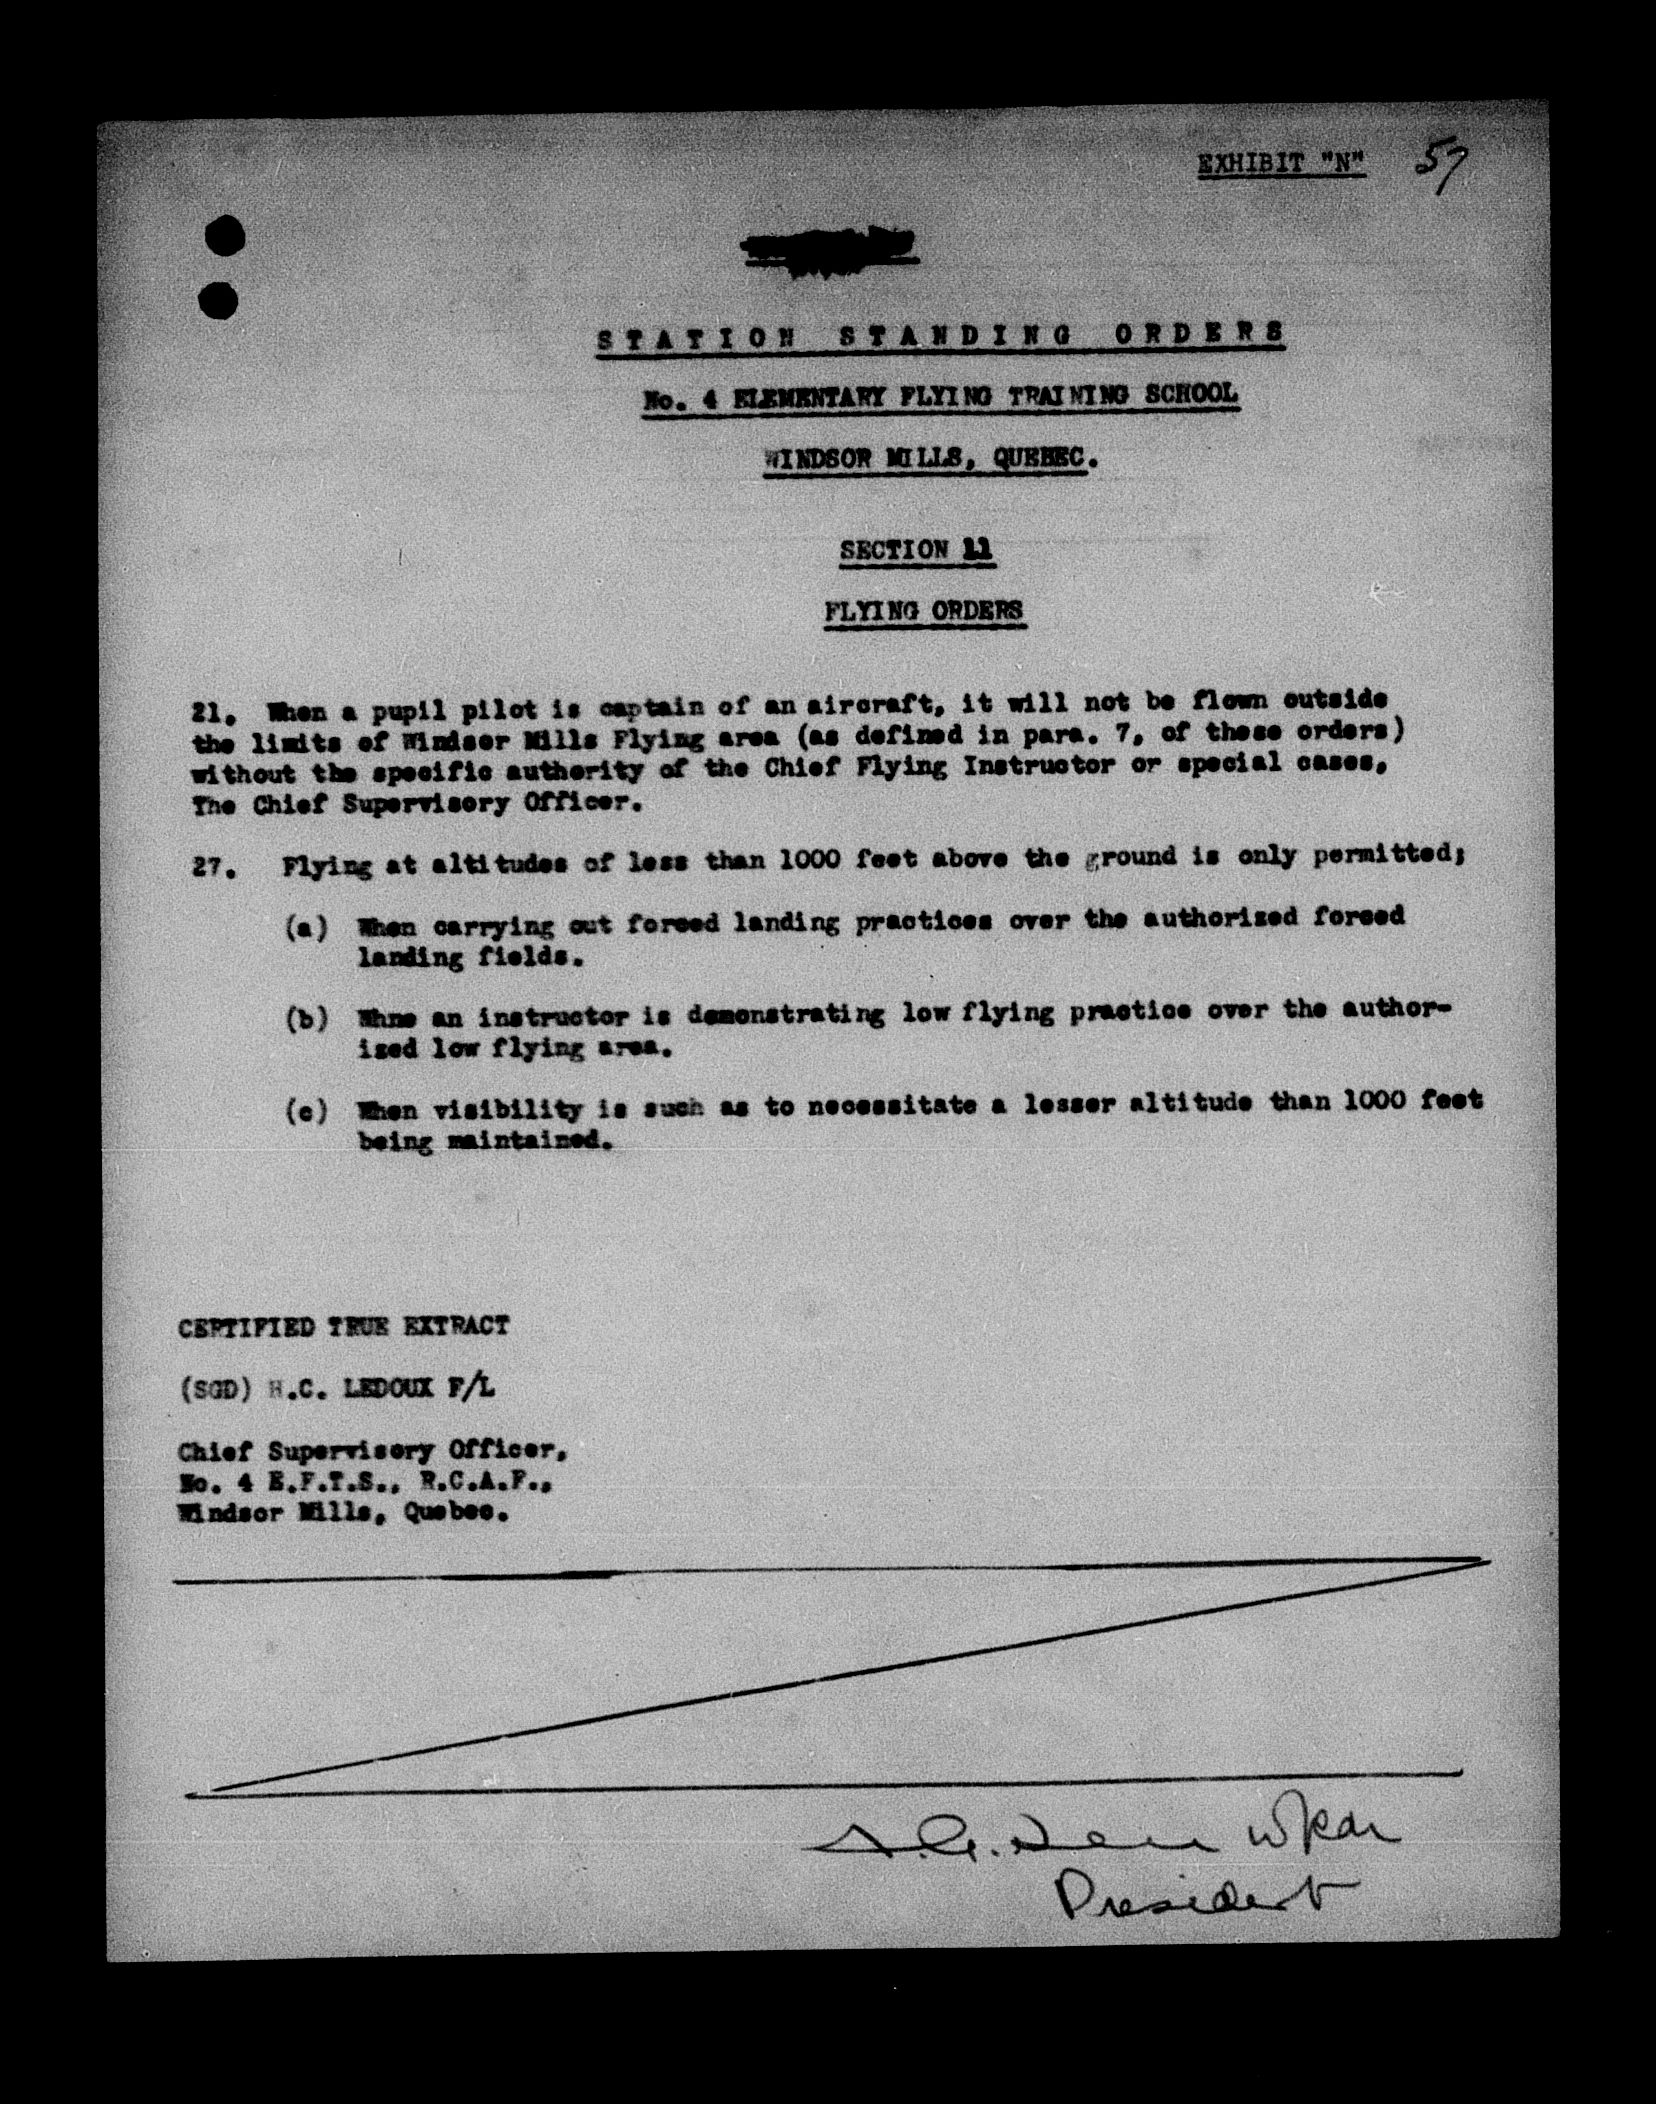 EXHIBIT "N" 57
STATION STANDING ORDERS
No. 4 ELEMENTARY FLYING TRAINING SCHOOL
WINDSOR MILLS, QUEBEC.
SECTION 11
FLYING ORDERS
21. When a pupil pilot is captain of an aircraft, it will not be flown outside
the limits of Windsor Mills Flying area (as defined in para. 7, of these orders)
without the specific authority of the Chief Flying Instructor or special cases,
The Chief Supervisory Officer.
27. Flying at altitudes of less than 1000 feet above the ground is only permitted;
(a) When carrying out forced landing practices over the authorized forced
landing fields.
(b) Whne an instructor is demonstrating low flying practice over the author-
ized low flying area.
(c) When visibility is such as to necessitate a lesser altitude than 1000 feet
being maintained.
CERTIFIED TRUE EXTRACT
(SGD) H.C. LEDOUX F/L
Chief Supervisory Officer,
No. 4 E.F.T.S., R.C.A.F.,
Windsor Mills, Quebec.
President